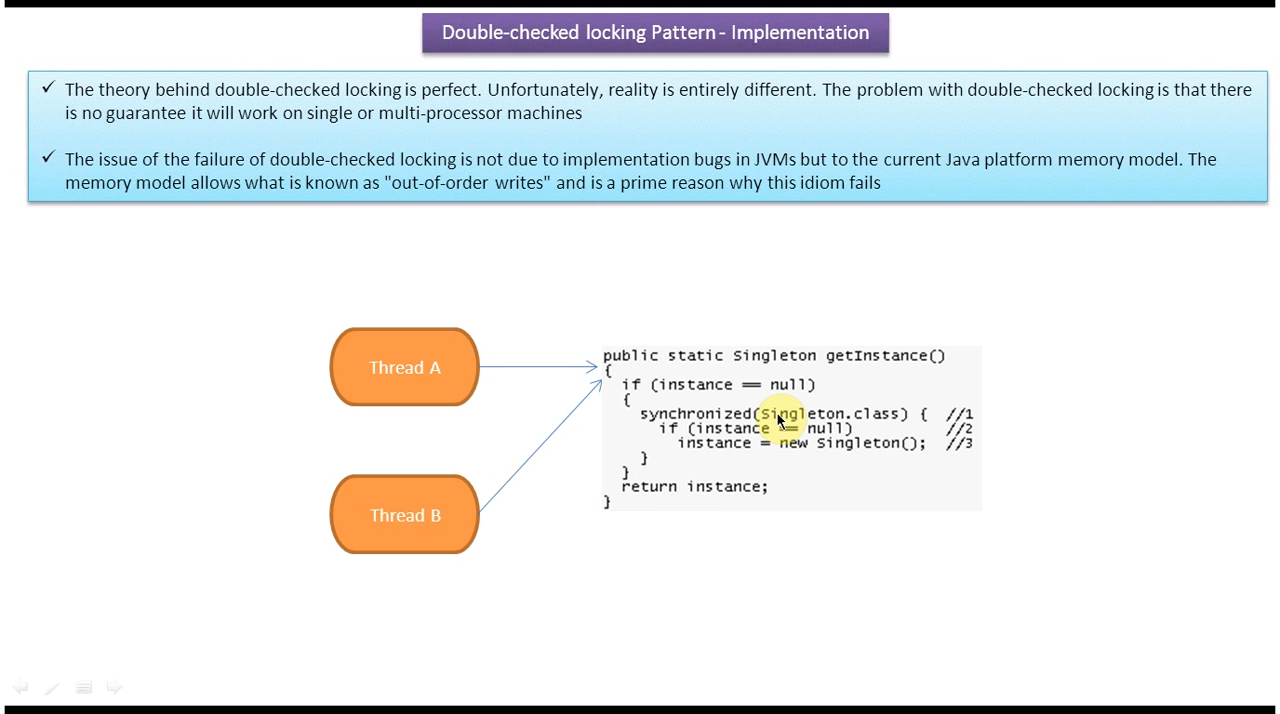 Double-checked locking Pattern - Implementation
✓ The theory behind double-checked locking is perfect. Unfortunately, reality is entirely different. The problem with double-checked locking is that there
is no guarantee it will work on single or multi-processor machines
✓ The issue of the failure of double-checked locking is not due to implementation bugs in JVMs but to the current Java platform memory model. The
memory model allows what is known as "out-of-order writes" and is a prime reason why this idiom fails
Thread A
Thread B
public static Singleton getInstance()
{
if (instance == null)
{
synchronized(Singleton.class) { //1
if (instance == null) //2
instance = new Singleton(); //3
}
}
return instance;
}